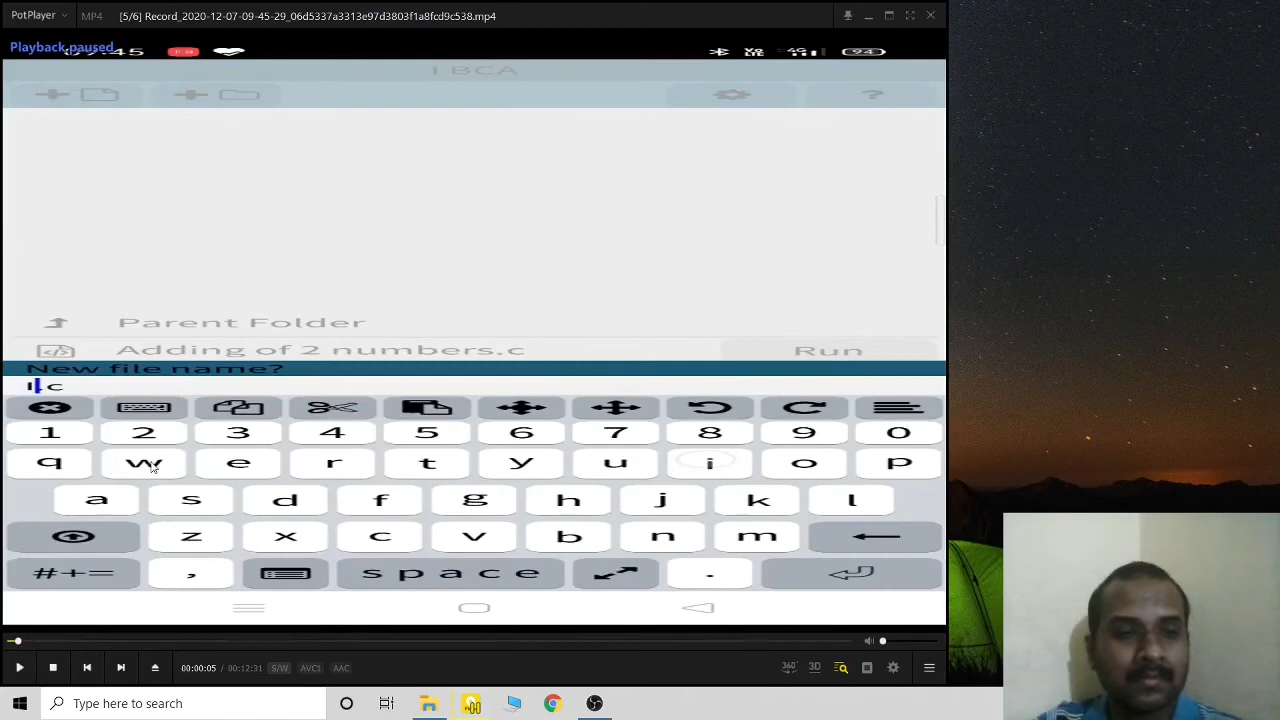 PotPlayer MP4 [5/6] Record_2020-12-07-09-45-29_06d5337a3313e97d3803f1a8fcd9c538.mp4
Playback paused
I BCA
?
Parent Folder
Adding of 2 numbers.c Run
New file name?
1 2 3 4 5 6 7 8 9 0
q w e r t y u i o p
a s d f g h j k l
z x c v b n m
#+= , space .
00:00:05 / 00:12:31 S/W AVC1 AAC 360° 3D
Type here to search